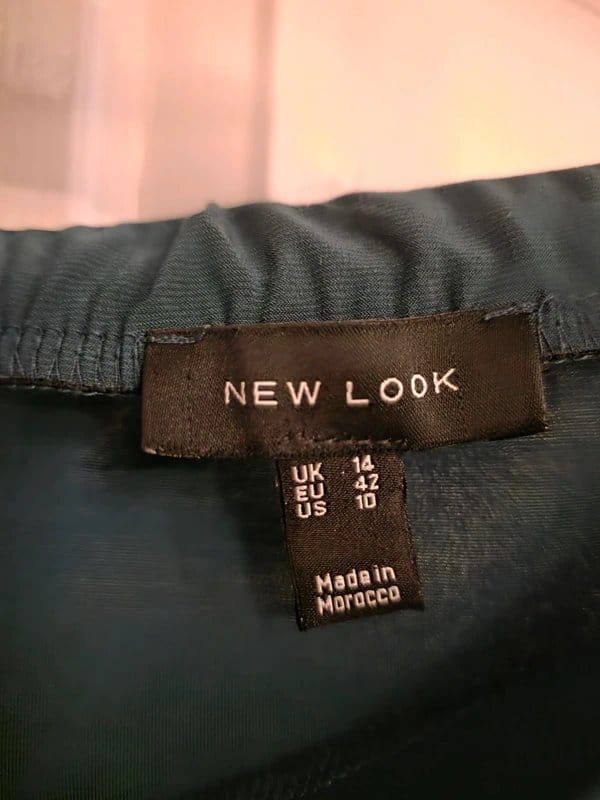 NEW LOOK
UK 14
EU 42
US 10
Made in
Morocco